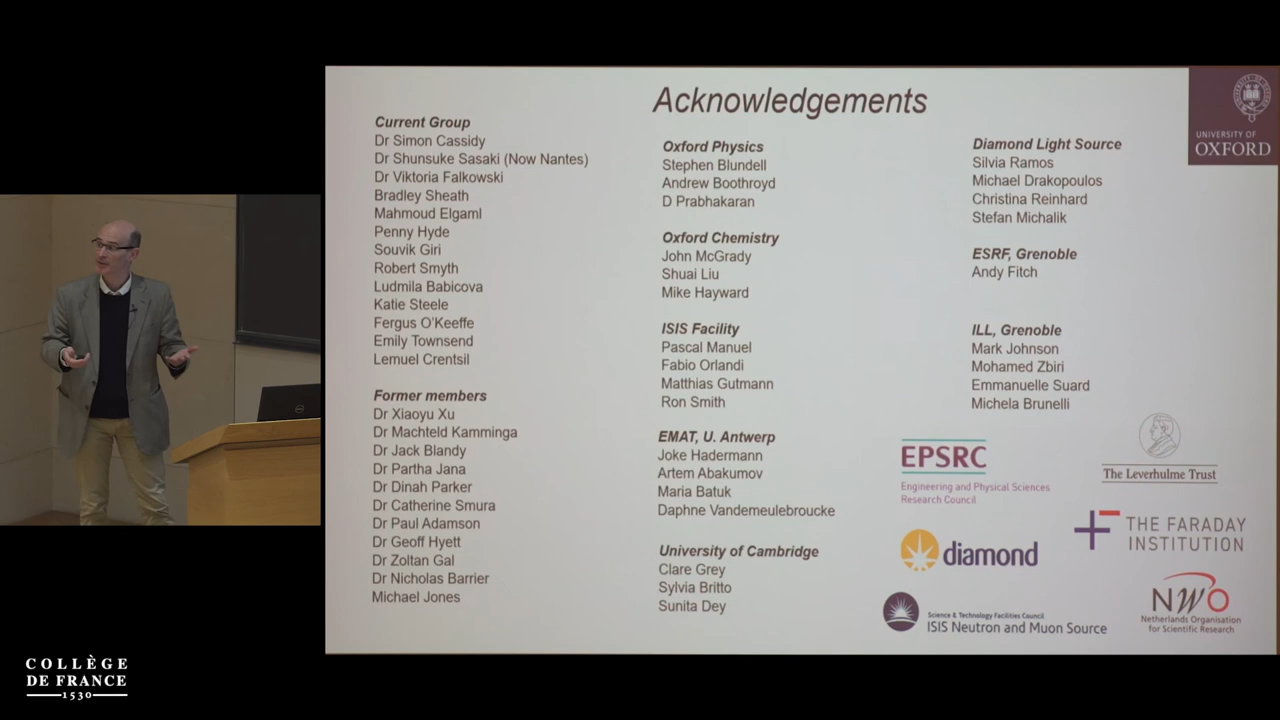 Acknowledgements
Current Group
Dr Simon Cassidy
Dr Shunsuke Sasaki (Now Nantes)
Dr Viktoria Falkowski
Bradley Sheath
Mahmoud Elgaml
Penny Hyde
Souvik Giri
Robert Smyth
Ludmila Babicova
Katie Steele
Fergus O'Keeffe
Emily Townsend
Lemuel Crentsil
Former members
Dr Xiaoyu Xu
Dr Machteld Kamminga
Dr Jack Blandy
Dr Partha Jana
Dr Dinah Parker
Dr Catherine Smura
Dr Paul Adamson
Dr Geoff Hyett
Dr Zoltan Gal
Dr Nicholas Barrier
Michael Jones
Oxford Physics
Stephen Blundell
Andrew Boothroyd
D Prabhakaran
Oxford Chemistry
John McGrady
Shuai Liu
Mike Hayward
ISIS Facility
Pascal Manuel
Fabio Orlandi
Matthias Gutmann
Ron Smith
EMAT, U. Antwerp
Joke Hadermann
Artem Abakumov
Maria Batuk
Daphne Vandemeulebroucke
University of Cambridge
Clare Grey
Sylvia Britto
Sunita Dey
Diamond Light Source
Silvia Ramos
Michael Drakopoulos
Christina Reinhard
Stefan Michalik
ESRF, Grenoble
Andy Fitch
ILL, Grenoble
Mark Johnson
Mohamed Zbiri
Emmanuelle Suard
Michela Brunelli
UNIVERSITY OF
OXFORD
EPSRC
Engineering and Physical Sciences
Research Council
The Leverhulme Trust
diamond
THE FARADAY
INSTITUTION
Science & Technology Facilities Council
ISIS Neutron and Muon Source
NWO
Netherlands Organisation
for Scientific Research
COLLÈGE
DE FRANCE
1530